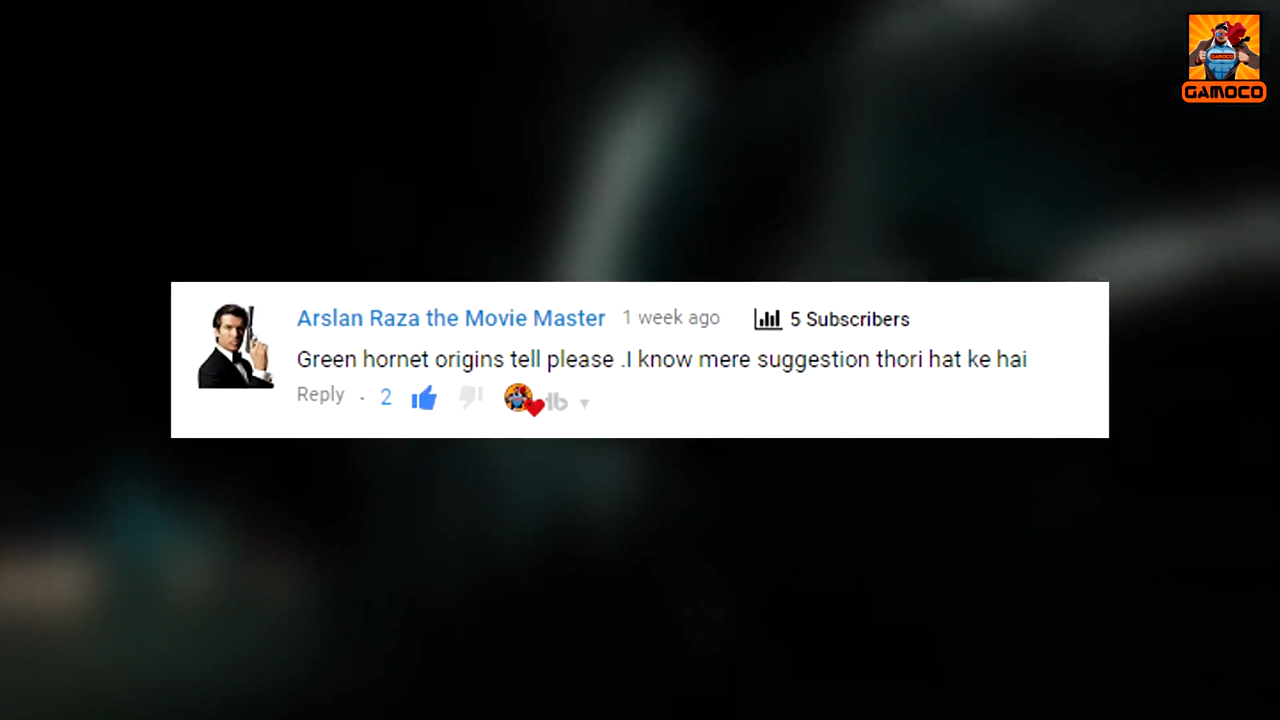 GAMOCO
Arslan Raza the Movie Master 1 week ago 5 Subscribers
Green hornet origins tell please .I know mere suggestion thori hat ke hai
Reply . 2